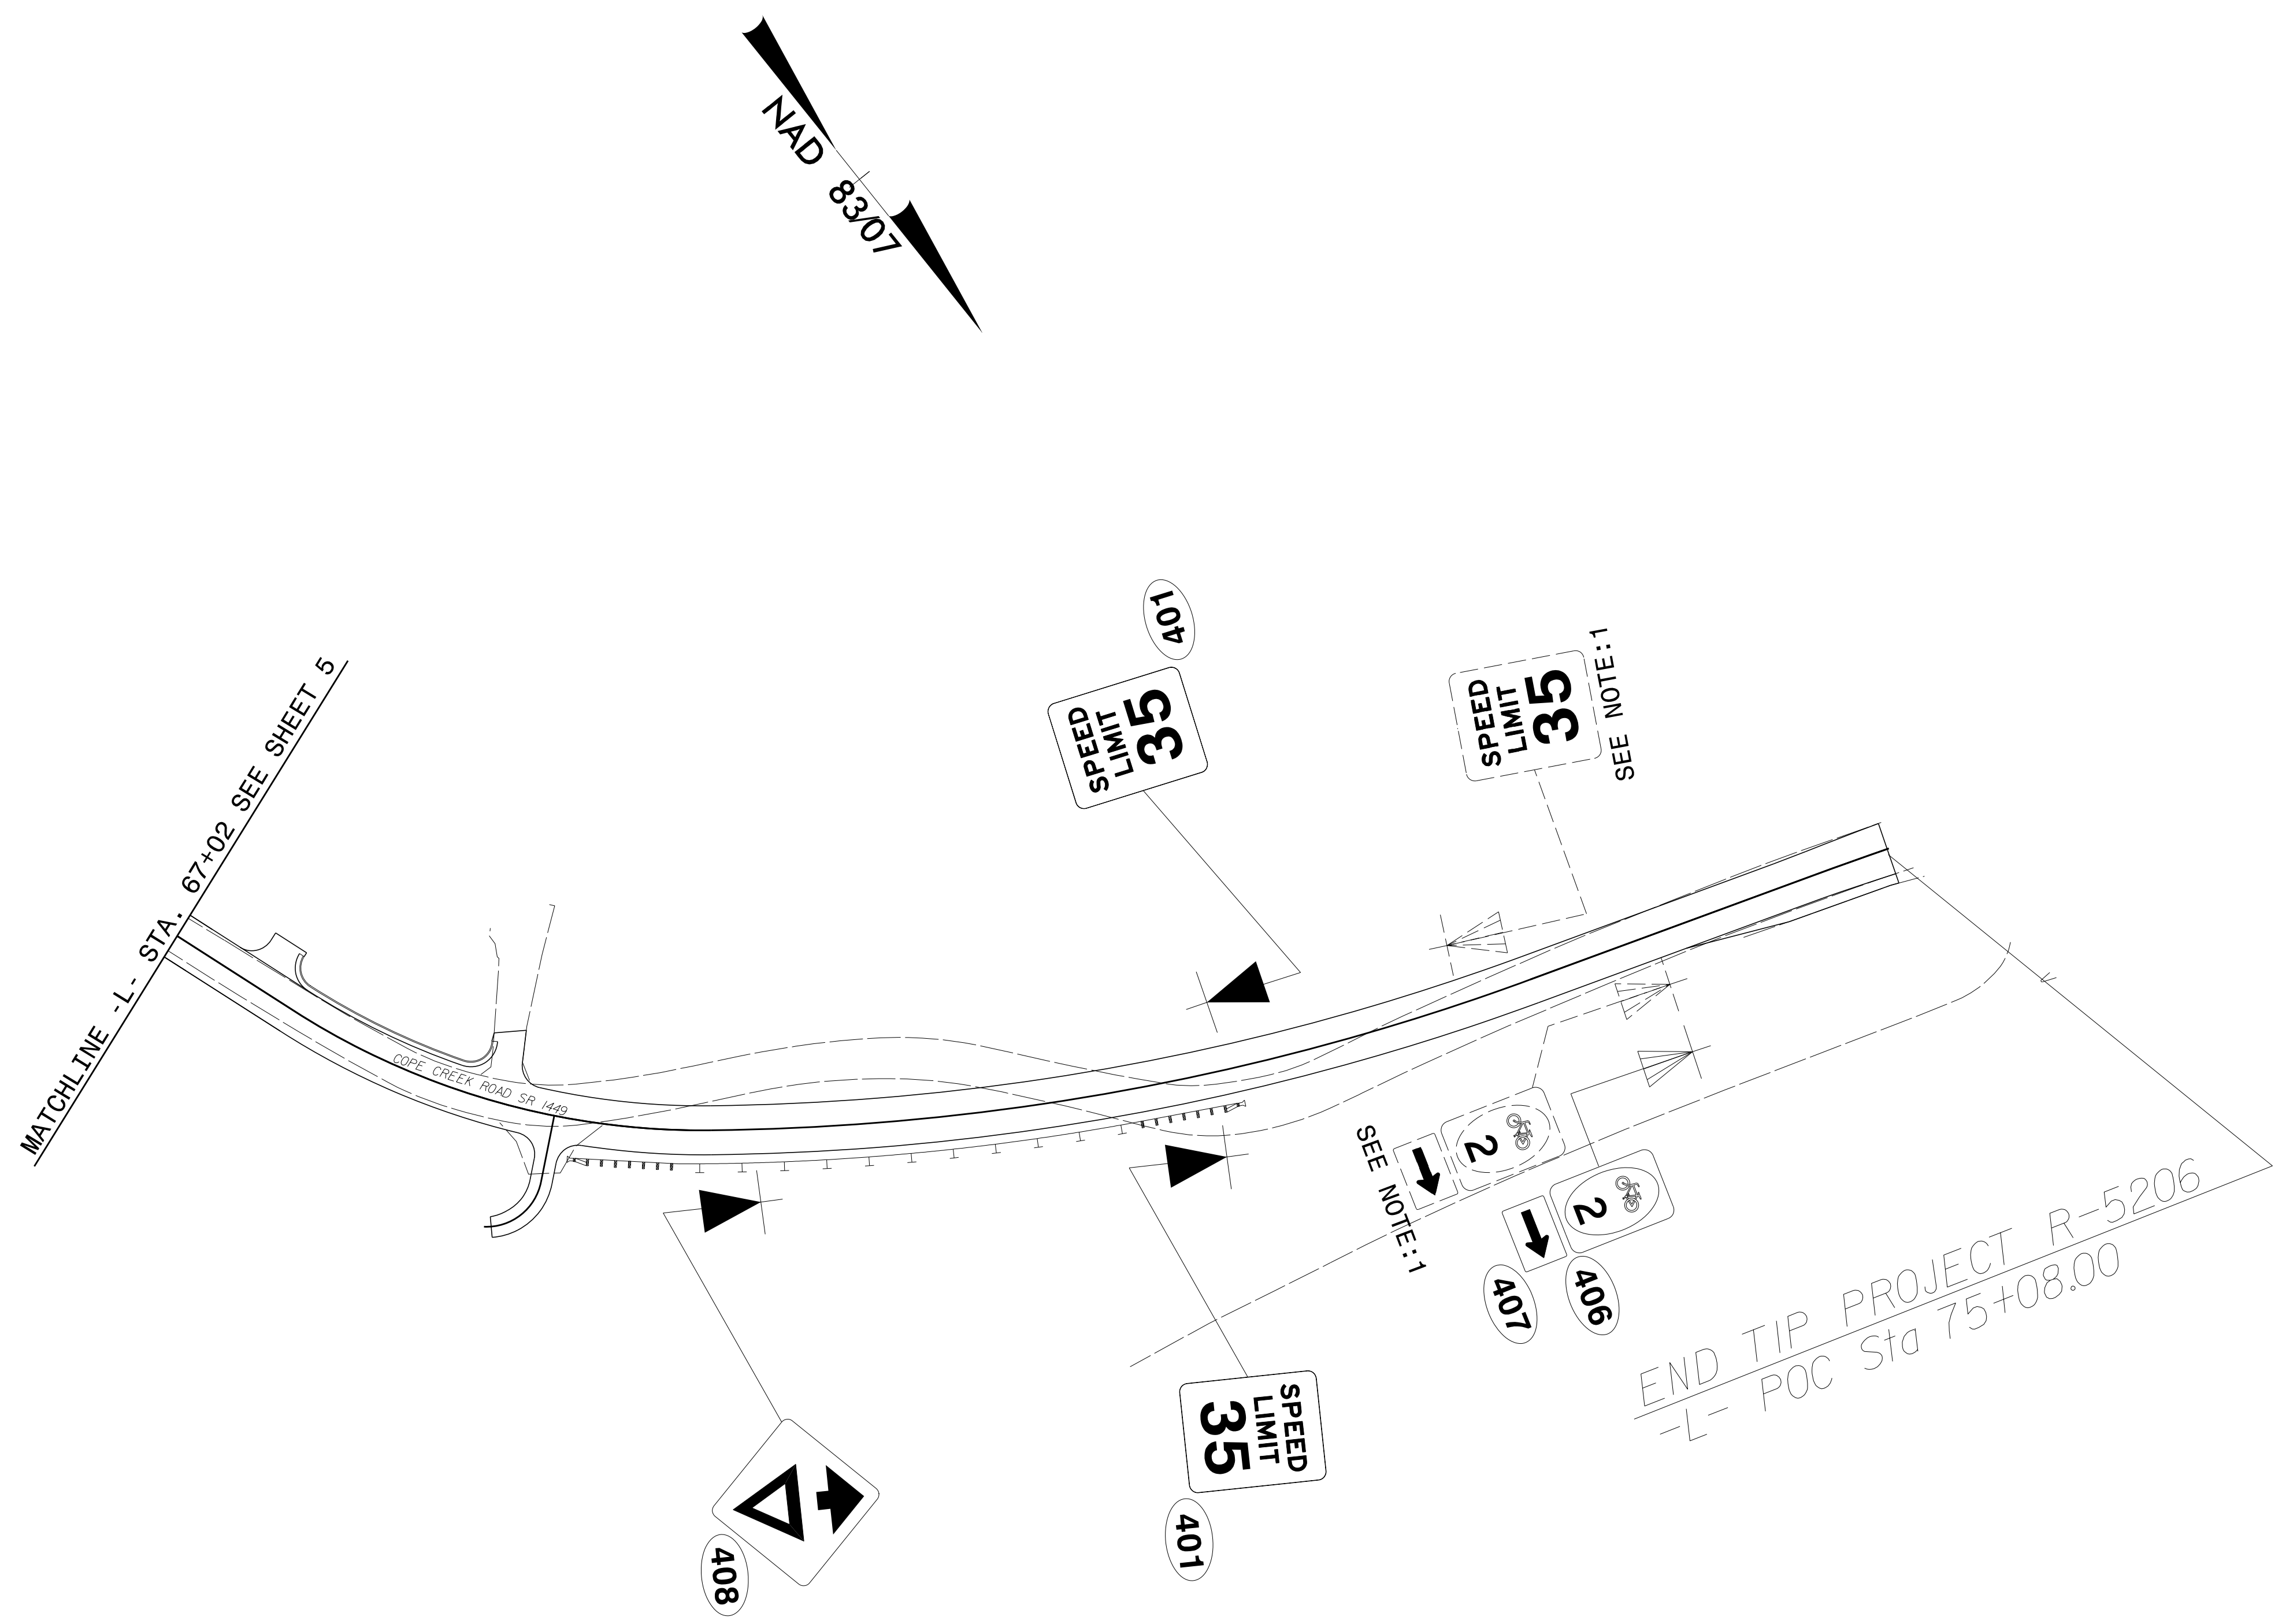 NAD 83/07
401
SPEED
LIMIT
35
SPEED
LIMIT
35
SEE NOTE:1
MATCHLINE -L- STA. 67+02 SEE SHEET 5
COPE CREEK ROAD SR 1449
SEE NOTE:1
2
2
407
406
END TIP PROJECT R-5206
-L- POC Sta 75+08.00
SPEED
LIMIT
35
401
408